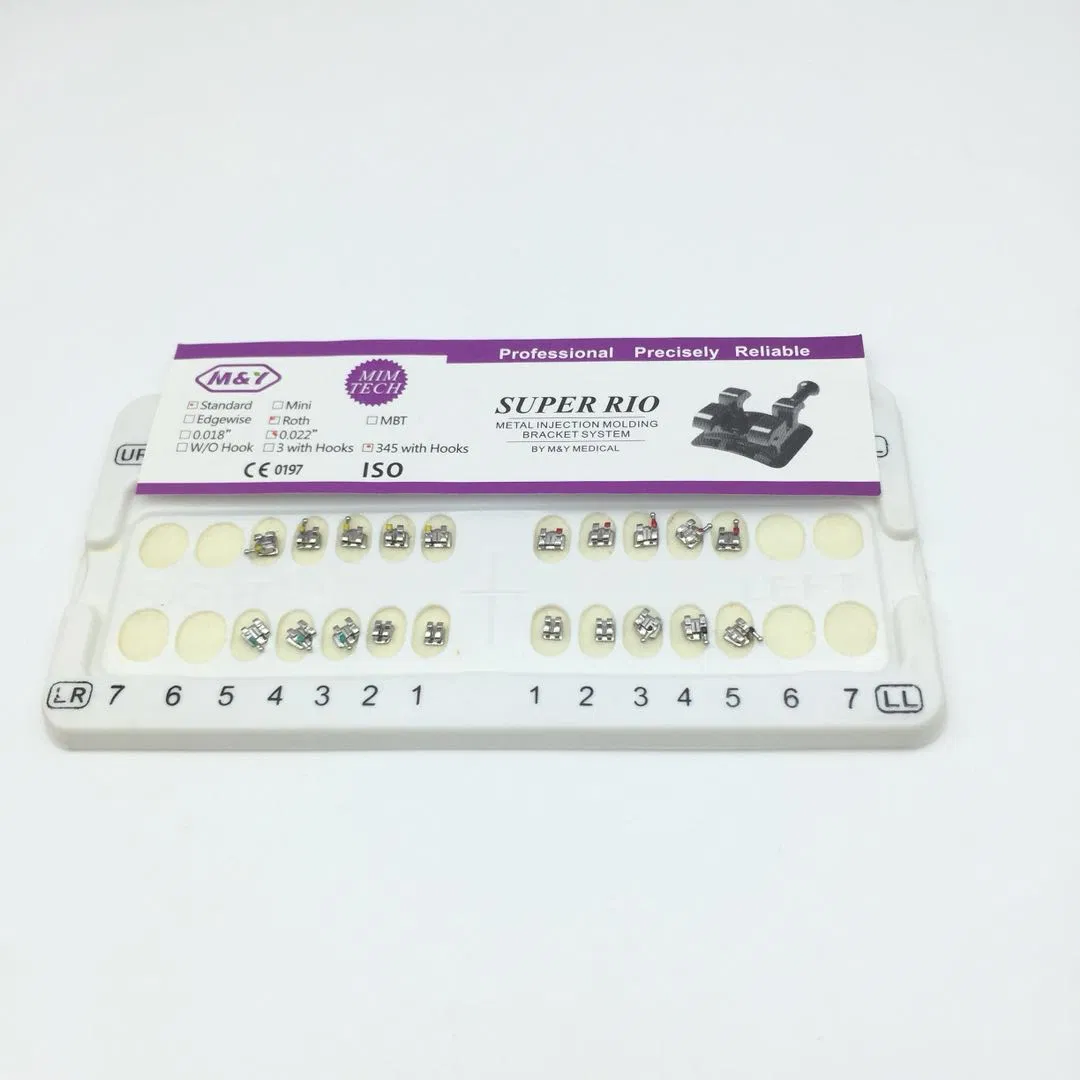 Professional Precisely Reliable
M&Y
MIM
TECH
Standard Mini
Edgewise Roth MBT
0.018" 0.022"
W/O Hook 3 with Hooks 345 with Hooks
CE 0197 ISO
SUPER RIO
METAL INJECTION MOLDING
BRACKET SYSTEM
BY M&Y MEDICAL
LR 7 6 5 4 3 2 1 1 2 3 4 5 6 7 LL